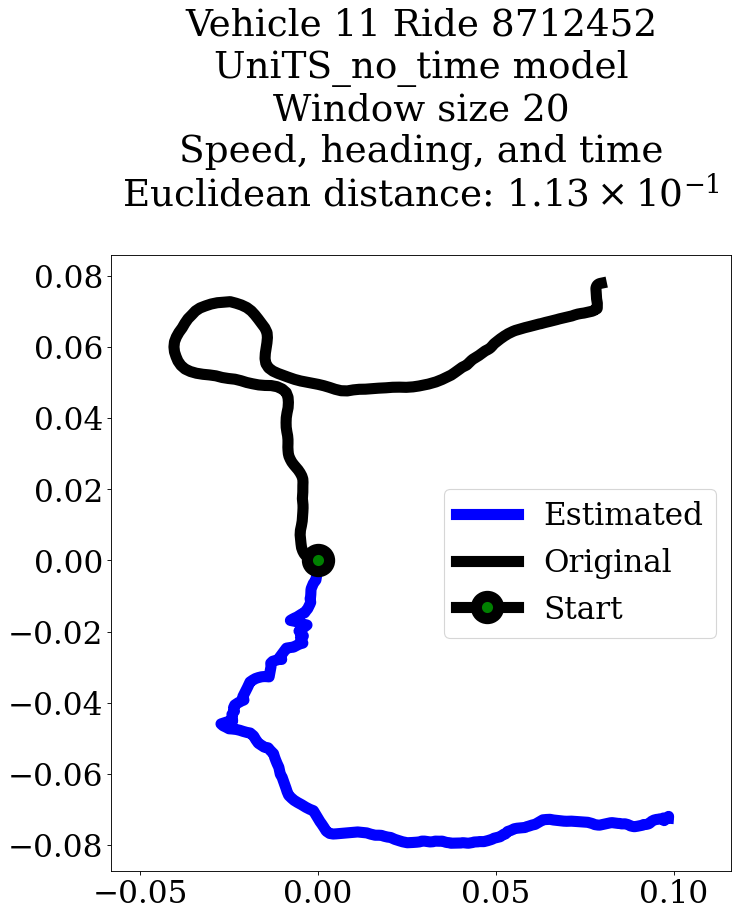 Vehicle 11 Ride 8712452
UniTS_no_time model
Window size 20
Speed, heading, and time
Euclidean distance: 1.13 × 10⁻¹
0.08
0.06
0.04
0.02
0.00
−0.02
−0.04
−0.06
−0.08
Estimated
Original
Start
−0.05 0.00 0.05 0.10